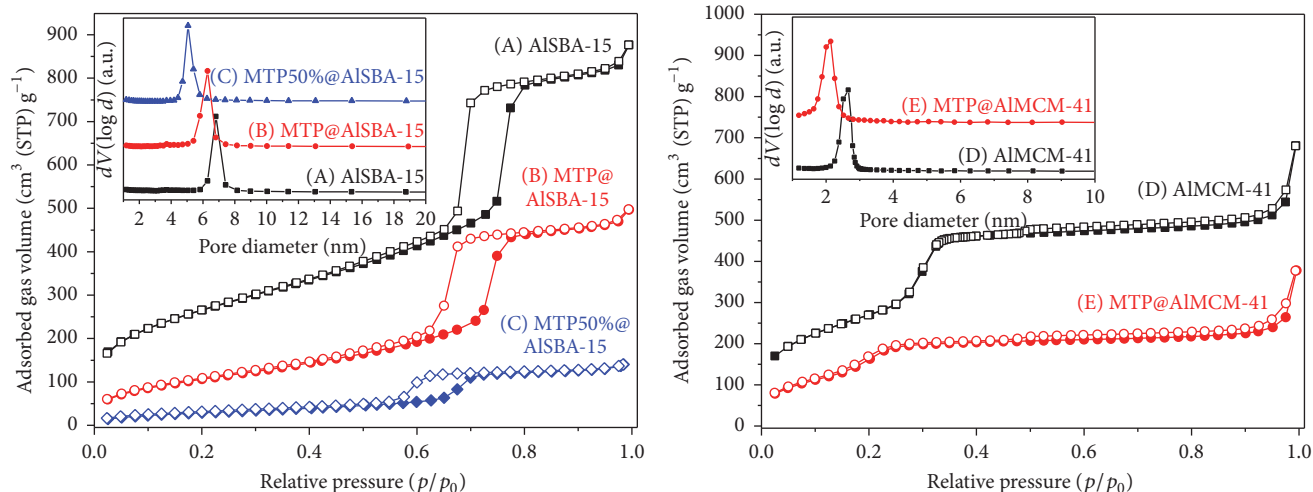 900
800
700
600
500
400
300
200
100
0
Adsorbed gas volume (cm³ (STP) g⁻¹
0.0 0.2 0.4 0.6 0.8 1.0
Relative pressure (p/p₀)
(A) AlSBA-15
(B) MTP@
AlSBA-15
(C) MTP50%@
AlSBA-15
dV (log d) (a.u.)
(C) MTP50%@AlSBA-15
(B) MTP@AlSBA-15
(A) AlSBA-15
2 4 6 8 10 12 14 16 18 20
Pore diameter (nm)
1000
900
800
700
600
500
400
300
200
100
0
Adsorbed gas volume (cm³ (STP) g⁻¹
0.0 0.2 0.4 0.6 0.8 1.0
Relative pressure (p/p₀)
(D) AlMCM-41
(E) MTP@AlMCM-41
dV (log d) (a.u.)
(E) MTP@AlMCM-41
(D) AlMCM-41
0 2 4 6 8 10
Pore diameter (nm)